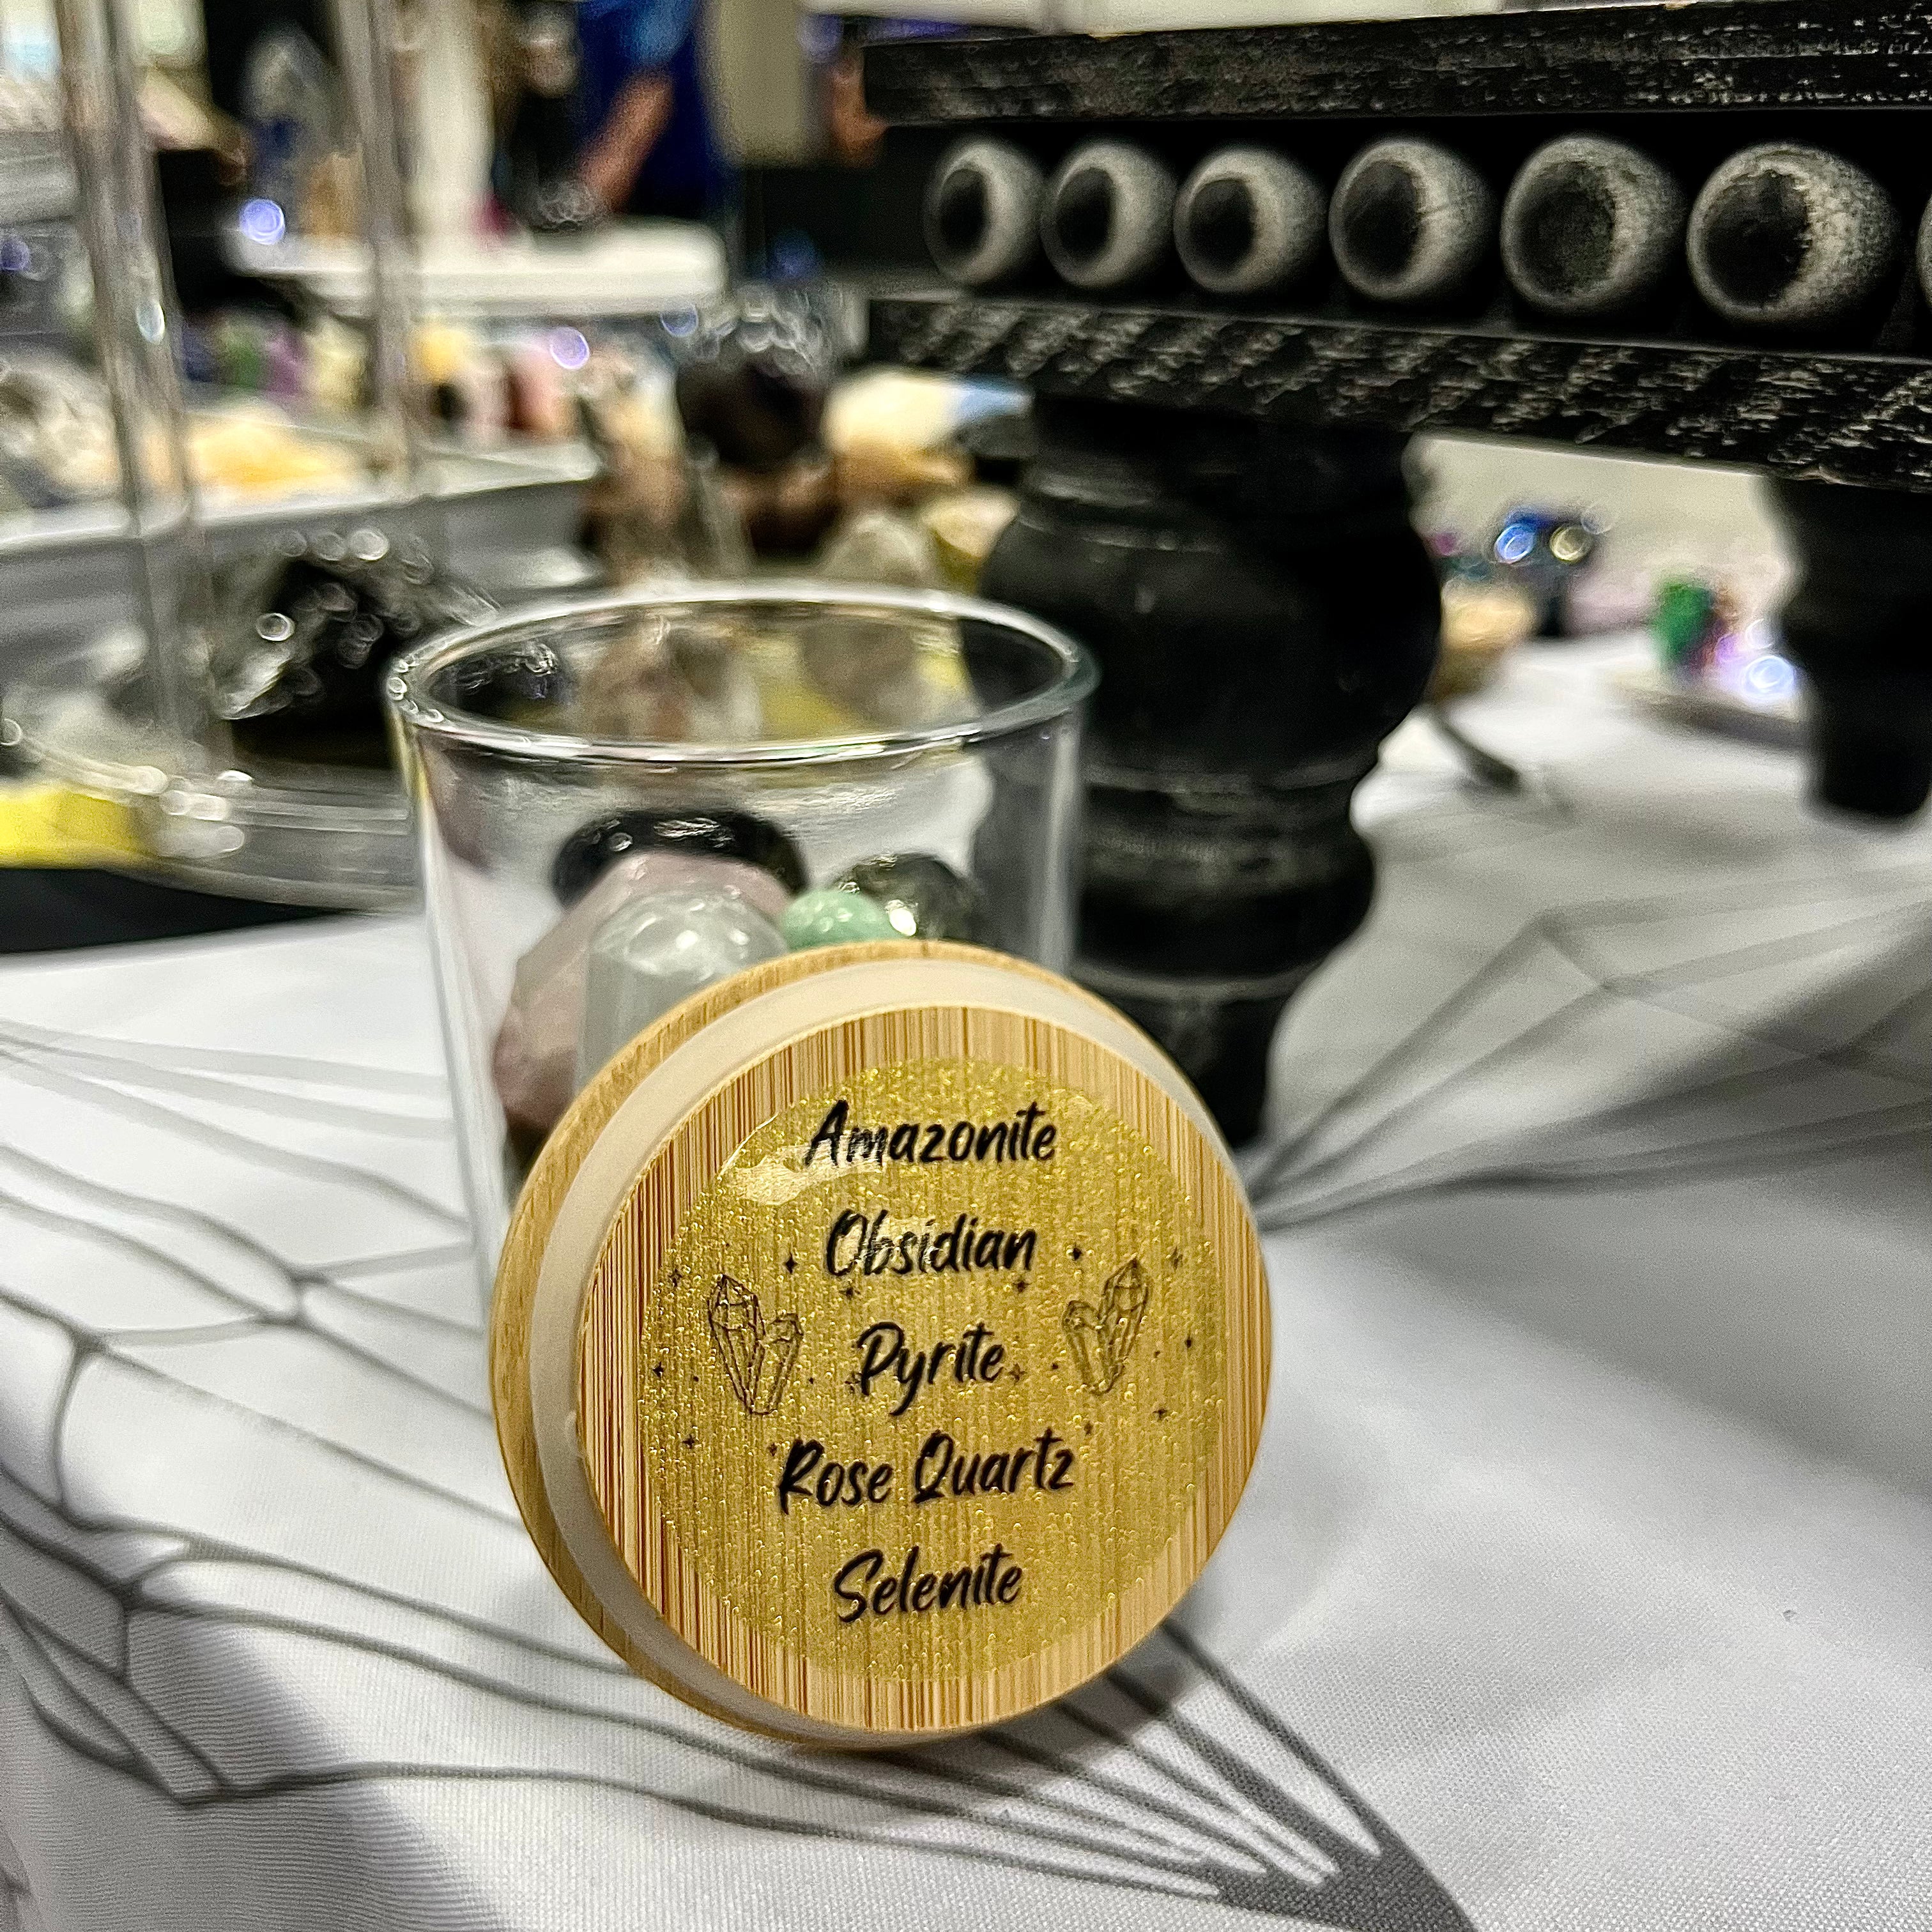 Amazonite
Obsidian
Pyrite
Rose Quartz
Selenite